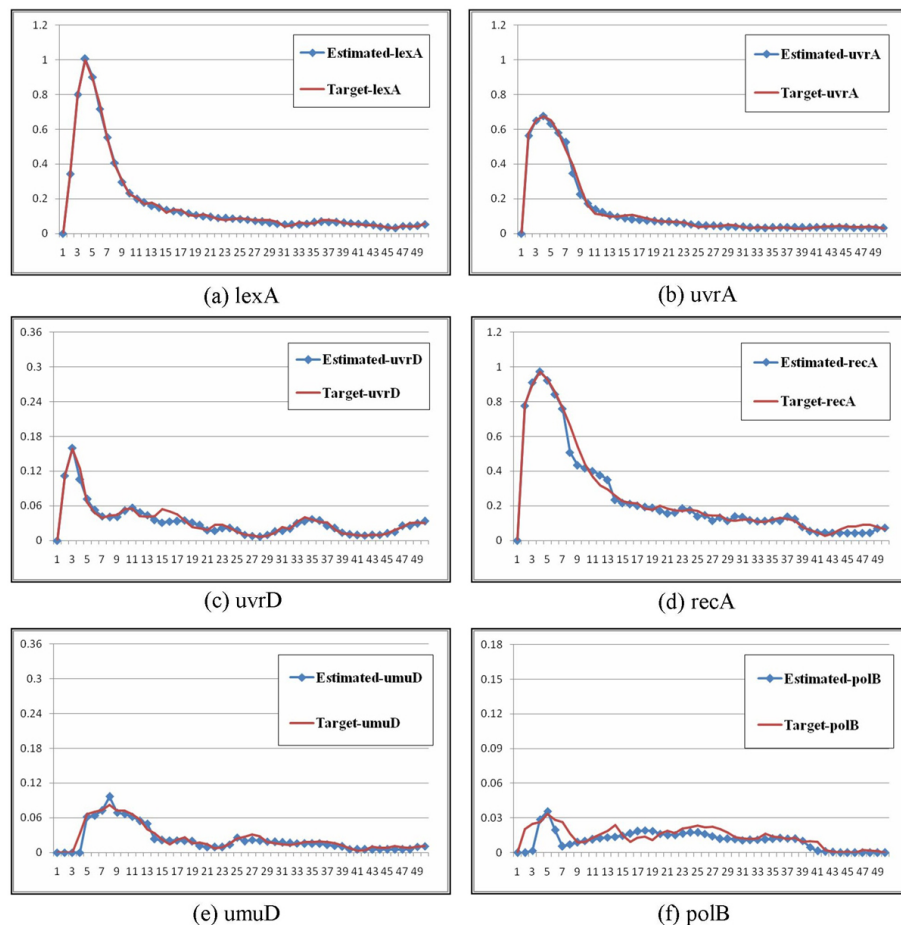 1.2
1
0.8
0.6
0.4
0.2
0
Estimated-lexA
Target-lexA
1 3 5 7 9 11 13 15 17 19 21 23 25 27 29 31 33 35 37 39 41 43 45 47 49
(a) lexA
1.2
1
0.8
0.6
0.4
0.2
0
Estimated-uvrA
Target-uvrA
1 3 5 7 9 11 13 15 17 19 21 23 25 27 29 31 33 35 37 39 41 43 45 47 49
(b) uvrA
0.36
0.3
0.24
0.18
0.12
0.06
0
Estimated-uvrD
Target-uvrD
1 3 5 7 9 11 13 15 17 19 21 23 25 27 29 31 33 35 37 39 41 43 45 47 49
(c) uvrD
1.2
1
0.8
0.6
0.4
0.2
0
Estimated-recA
Target-recA
1 3 5 7 9 11 13 15 17 19 21 23 25 27 29 31 33 35 37 39 41 43 45 47 49
(d) recA
0.36
0.3
0.24
0.18
0.12
0.06
0
Estimated-umuD
Target-umuD
1 3 5 7 9 11 13 15 17 19 21 23 25 27 29 31 33 35 37 39 41 43 45 47 49
(e) umuD
0.18
0.15
0.12
0.09
0.06
0.03
0
Estimated-polB
Target-polB
1 3 5 7 9 11 13 15 17 19 21 23 25 27 29 31 33 35 37 39 41 43 45 47 49
(f) polB